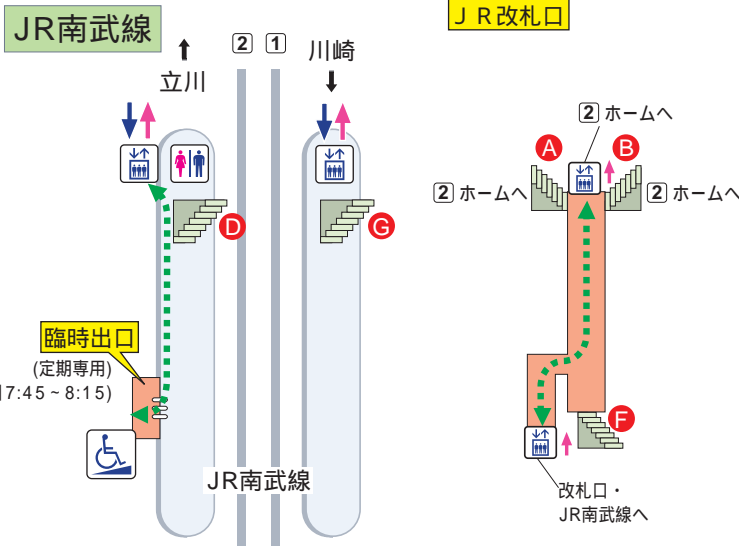 JR南武線
立川
2 1
川崎
D
G
臨時出口
(定期専用)
7:45～8:15)
JR南武線
ＪＲ改札口
2 ホームへ
A
B
2 ホームへ
2 ホームへ
F
改札口・
JR南武線へ